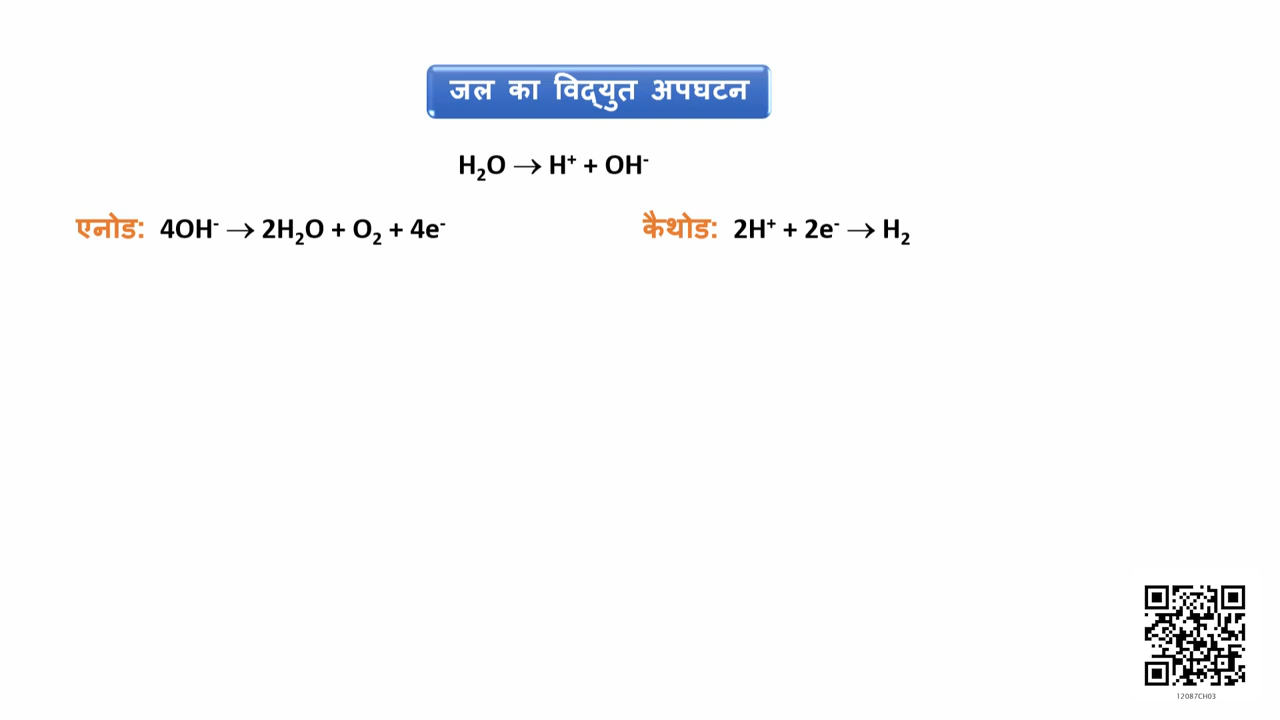 जल का विद्युत अपघटन
H₂O → H⁺ + OH⁻
एनोड: 4OH⁻ → 2H₂O + O₂ + 4e⁻ कैथोड: 2H⁺ + 2e⁻ → H₂
12087CH03